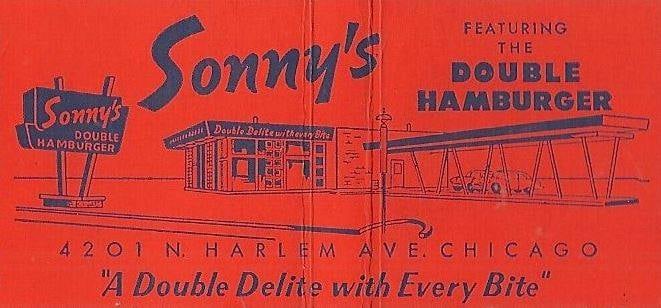 Sonny's
FEATURING
THE
DOUBLE
HAMBURGER
Sonny's
DOUBLE
HAMBURGER
Double Delite with every Bite
4201 N. HARLEM AVE. CHICAGO
"A Double Delite with Every Bite"